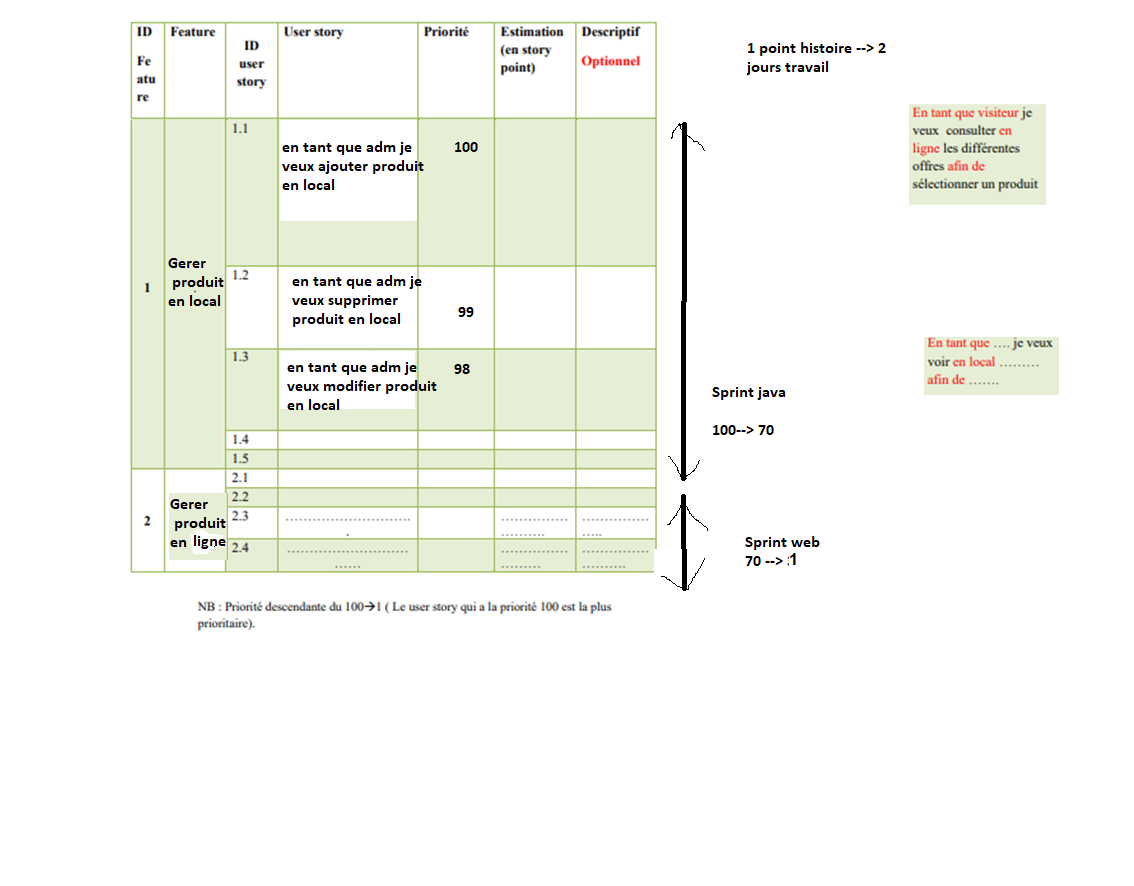 ID
Fe
atu
re
Feature
ID
user
story
User story
Priorité
Estimation
(en story
point)
Descriptif
Optionnel
1
Gerer
produit
en local
1.1
en tant que adm je
veux ajouter produit
en local
100
1.2
en tant que adm je
veux supprimer
produit en local
99
1.3
en tant que adm je
veux modifier produit
en local
98
1.4
1.5
2
Gerer
produit
en ligne
2.1
2.2
2.3
..............................
.
................
...........
................
.....
2.4
.............................
......
................
..........
................
...........
NB : Priorité descendante du 100→1 ( Le user story qui a la priorité 100 est la plus
prioritaire).
1 point histoire --> 2
jours travail
Sprint java
100--> 70
Sprint web
70 --> 1
En tant que visiteur je
veux consulter en
ligne les différentes
offres afin de
sélectionner un produit
En tant que …. je veux
voir en local ………
afin de …….